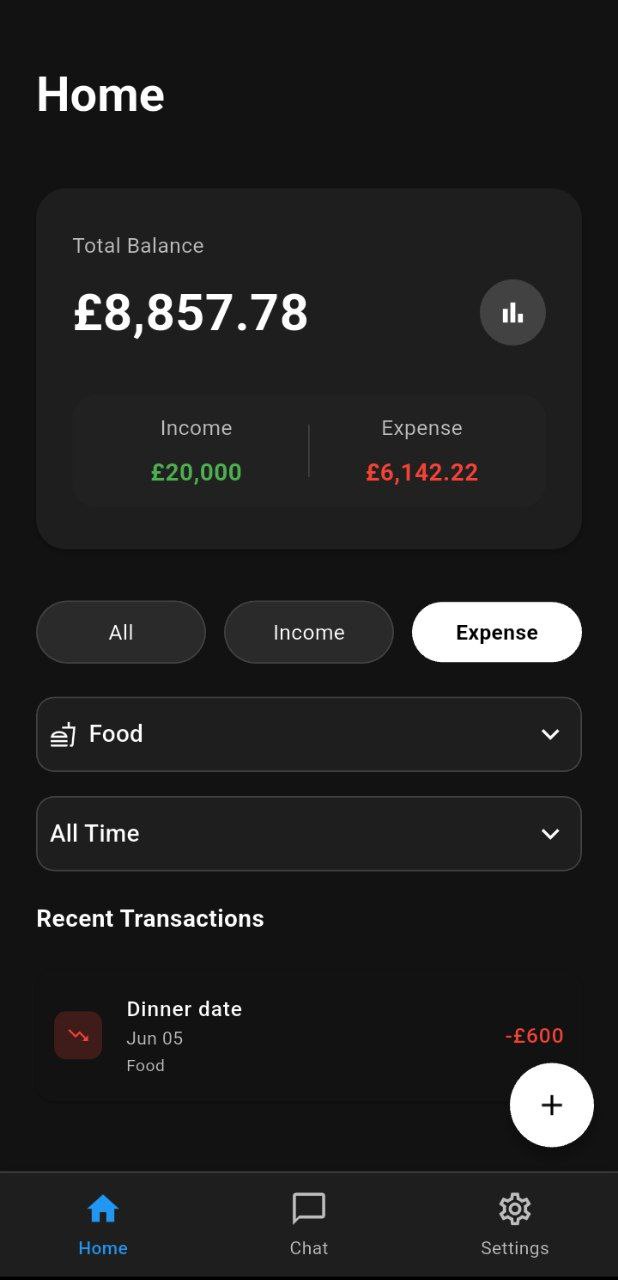 Home
Total Balance
£8,857.78
Income Expense
£20,000 £6,142.22
All Income Expense
Food
All Time
Recent Transactions
Dinner date
Jun 05
Food
-£600
+
Home Chat Settings